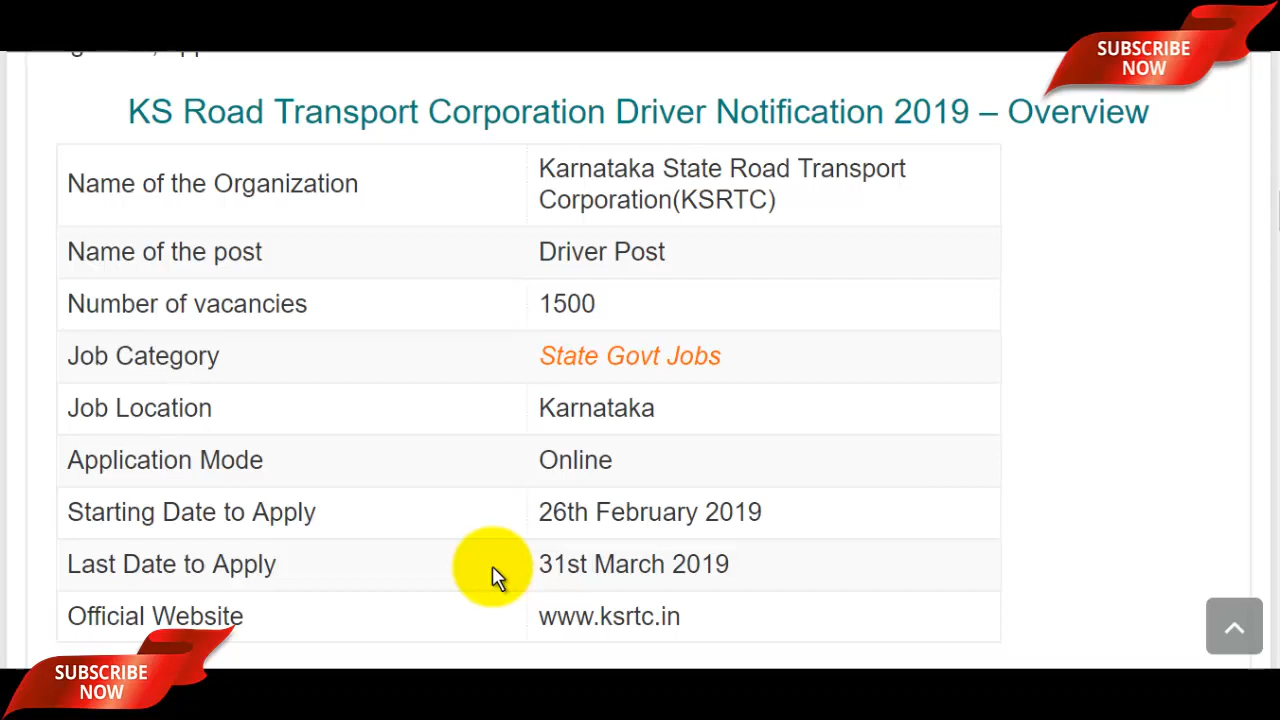 SUBSCRIBE
NOW
KS Road Transport Corporation Driver Notification 2019 – Overview
Name of the Organization
Karnataka State Road Transport
Corporation(KSRTC)
Name of the post
Driver Post
Number of vacancies
1500
Job Category
State Govt Jobs
Job Location
Karnataka
Application Mode
Online
Starting Date to Apply
26th February 2019
Last Date to Apply
31st March 2019
Official Website
www.ksrtc.in
SUBSCRIBE
NOW